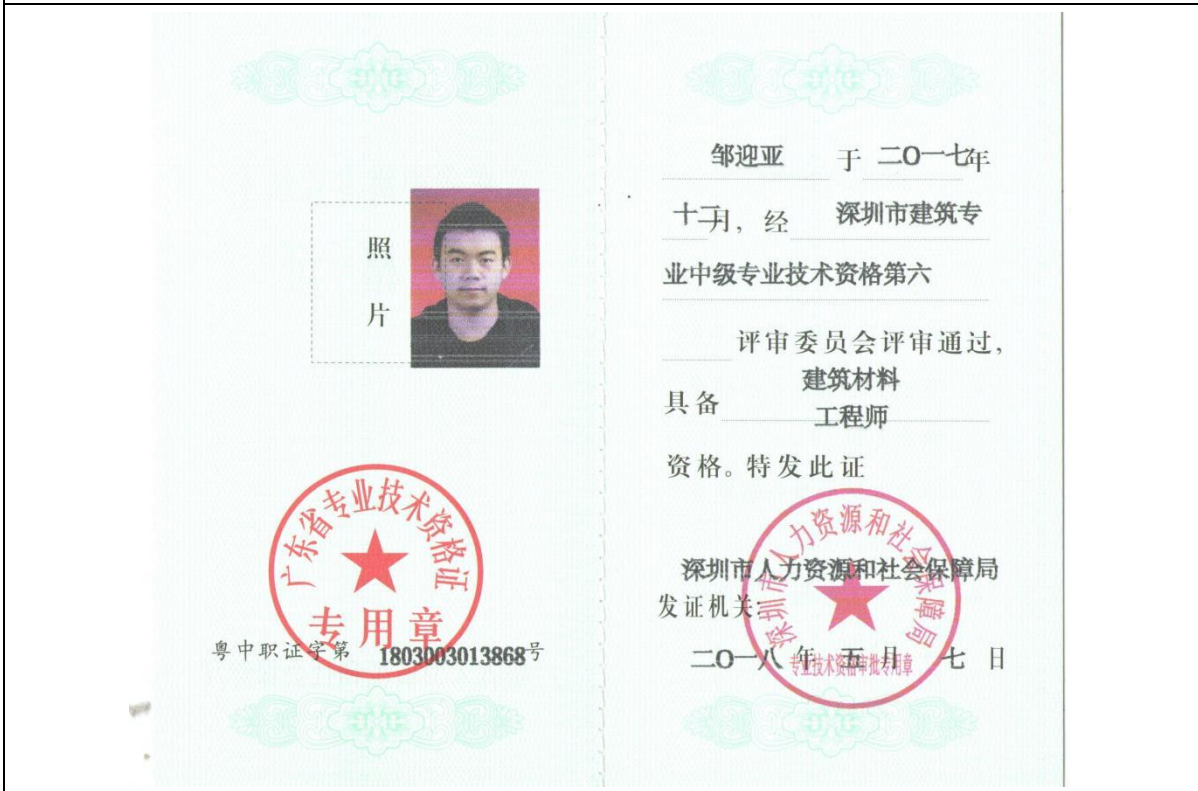 照
片
广东省专业技术资格证
专用章
粤中职证字第 1803003013868号
邹迎亚 于 二O一七年
十二月，经 深圳市建筑专
业中级专业技术资格第六
评审委员会评审通过，
建筑材料
具备
工程师
资格。特发此证
深圳市人力资源和社会保障局
深圳市人力资源和社会保障局
发证机关：
二O一八 年 五 月 七 日
专业技术资格审批专用章